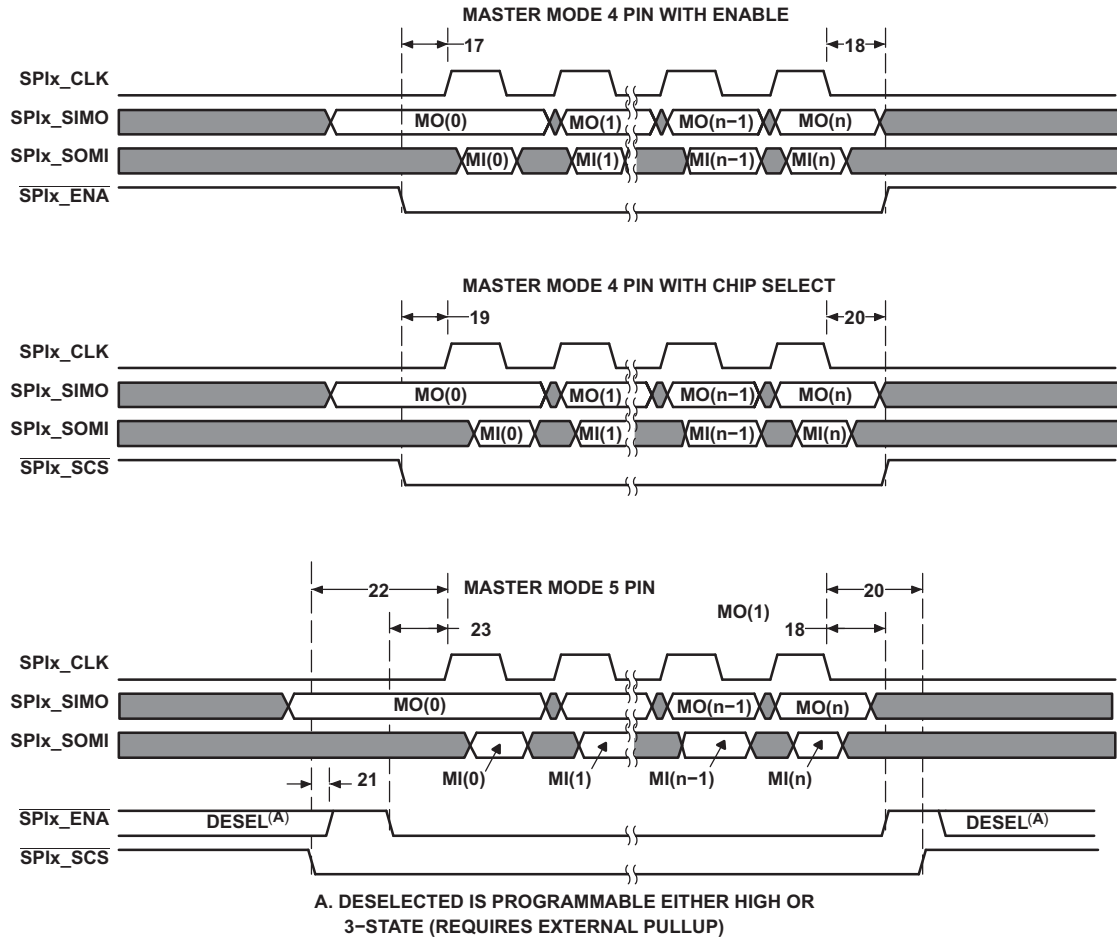 MASTER MODE 4 PIN WITH ENABLE
17
18
SPIx_CLK
SPIx_SIMO
MO(0)
MO(1)
MO(n−1)
MO(n)
SPIx_SOMI
MI(0)
MI(1)
MI(n−1)
MI(n)
SPIx_ENA
MASTER MODE 4 PIN WITH CHIP SELECT
19
20
SPIx_CLK
SPIx_SIMO
MO(0)
MO(1)
MO(n−1)
MO(n)
SPIx_SOMI
MI(0)
MI(1)
MI(n−1)
MI(n)
SPIx_SCS
22
MASTER MODE 5 PIN
20
MO(1)
23
18
SPIx_CLK
SPIx_SIMO
MO(0)
MO(n−1)
MO(n)
SPIx_SOMI
MI(0)
MI(1)
MI(n−1)
MI(n)
21
SPIx_ENA
DESEL(A)
DESEL(A)
SPIx_SCS
A. DESELECTED IS PROGRAMMABLE EITHER HIGH OR
3−STATE (REQUIRES EXTERNAL PULLUP)